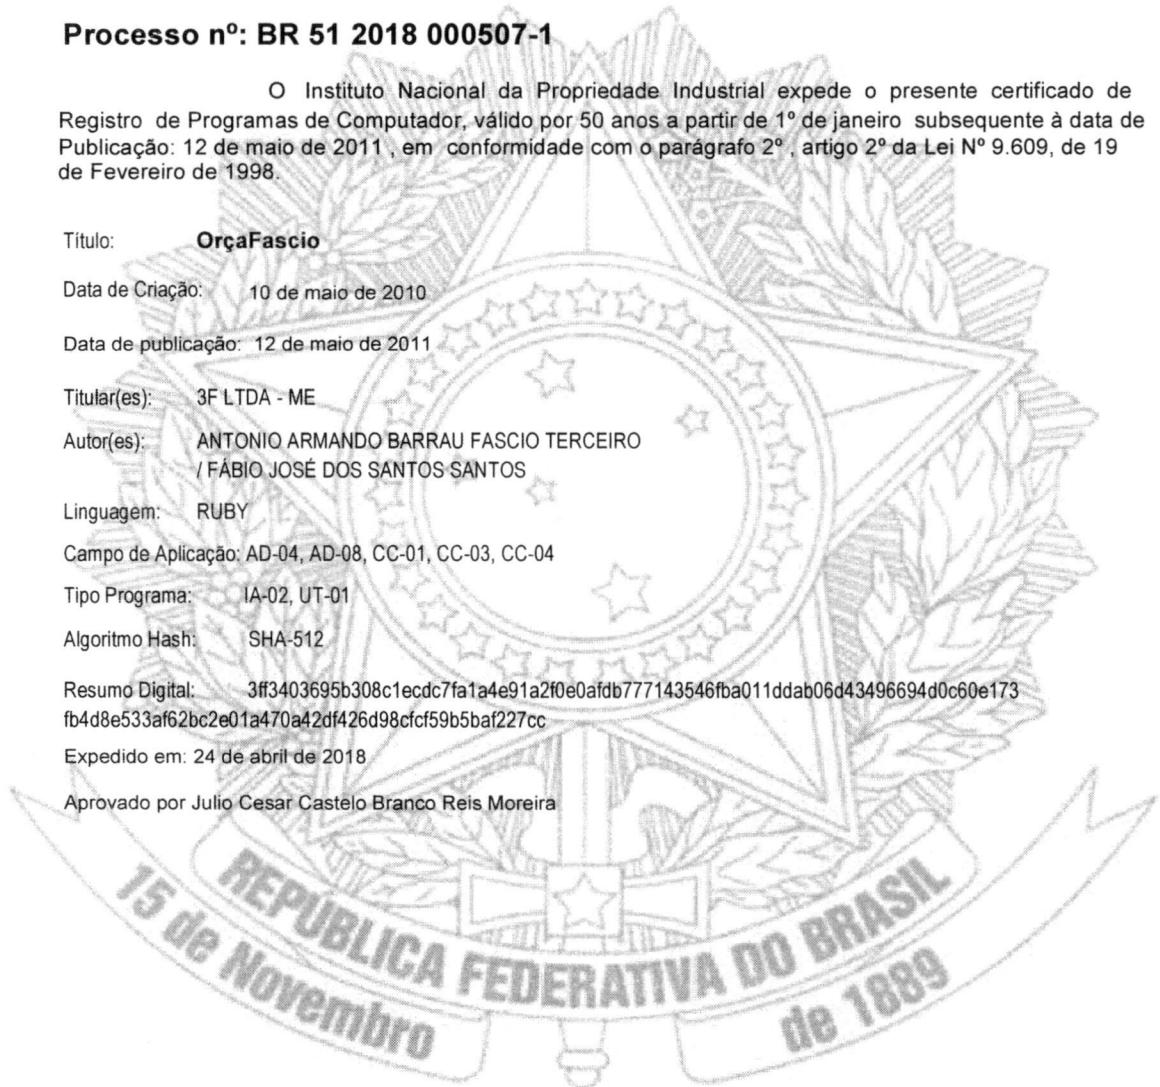 Processo nº: BR 51 2018 000507-1
O Instituto Nacional da Propriedade Industrial expede o presente certificado de
Registro de Programas de Computador, válido por 50 anos a partir de 1º de janeiro subsequente à data de
Publicação: 12 de maio de 2011 , em conformidade com o parágrafo 2º , artigo 2º da Lei Nº 9.609, de 19
de Fevereiro de 1998.
Título: OrçaFascio
Data de Criação: 10 de maio de 2010
Data de publicação: 12 de maio de 2011
Titular(es): 3F LTDA - ME
Autor(es): ANTONIO ARMANDO BARRAU FASCIO TERCEIRO
/ FÁBIO JOSÉ DOS SANTOS SANTOS
Linguagem: RUBY
Campo de Aplicação: AD-04, AD-08, CC-01, CC-03, CC-04
Tipo Programa: IA-02, UT-01
Algoritmo Hash: SHA-512
Resumo Digital: 3ff3403695b308c1ecdc7fa1a4e91a2f0e0afdb777143546fba011ddab06d43496694d0c60e173
fb4d8e533af62bc2e01a470a42df426d98cfcf59b5baf227cc
Expedido em: 24 de abril de 2018
Aprovado por Julio Cesar Castelo Branco Reis Moreira
REPUBLICA FEDERATIVA DO BRASIL
15 de Novembro de 1889